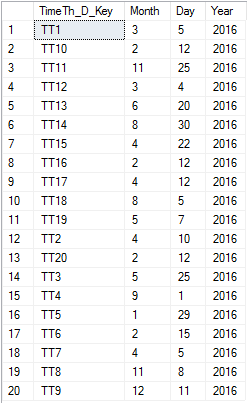 TimeTh_D_Key Month Day Year
1 TT1 3 5 2016
2 TT10 2 12 2016
3 TT11 11 25 2016
4 TT12 3 4 2016
5 TT13 6 20 2016
6 TT14 8 30 2016
7 TT15 4 22 2016
8 TT16 2 12 2016
9 TT17 4 12 2016
10 TT18 8 5 2016
11 TT19 5 7 2016
12 TT2 4 10 2016
13 TT20 2 12 2016
14 TT3 5 25 2016
15 TT4 9 1 2016
16 TT5 1 29 2016
17 TT6 2 15 2016
18 TT7 4 5 2016
19 TT8 11 8 2016
20 TT9 12 11 2016